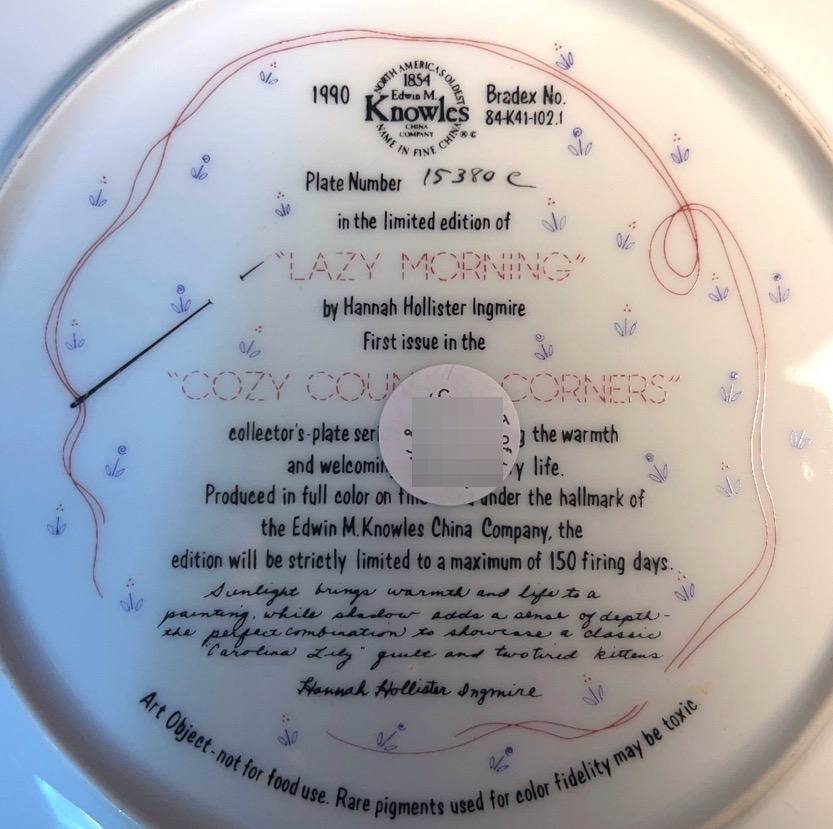 1990
NORTH AMERICA'S OLDEST
1854
Edwin M.
Knowles
CHINA
COMPANY
NAME IN FINE CHINA
® ©
Bradex No.
84-K41-102.1
Plate Number 15380 C
in the limited edition of
"LAZY MORNING"
by Hannah Hollister Ingmire
First issue in the
"COZY CORNERS"
collector's-plate the warmth
and life.
Produced in full color on under the hallmark of
the Edwin M. Knowles China Company, the
edition will be strictly limited to a maximum of 150 firing days.
Sunlight brings warmth and life to a
painting, while shadow adds a sense of depth-
the perfect combination to showcase a classic
"Carolina Lily" quilt and two tired kittens.
Hannah Hollister Ingmire
Art Object-not for food use. Rare pigments used for color fidelity may be toxic.